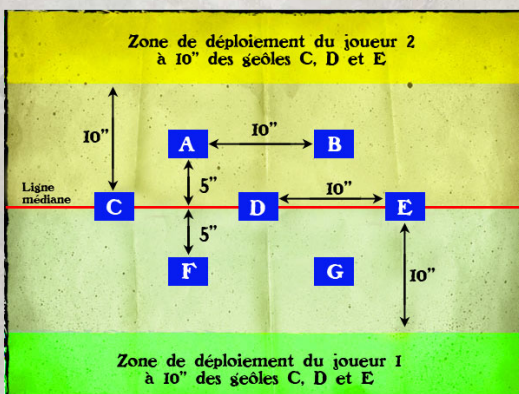 Zone de déploiement du joueur 2
à 10" des geôles C, D et E
10"
A
10"
B
5"
Ligne
médiane
C
D
10"
E
5"
F
G
10"
Zone de déploiement du joueur 1
à 10" des geôles C, D et E